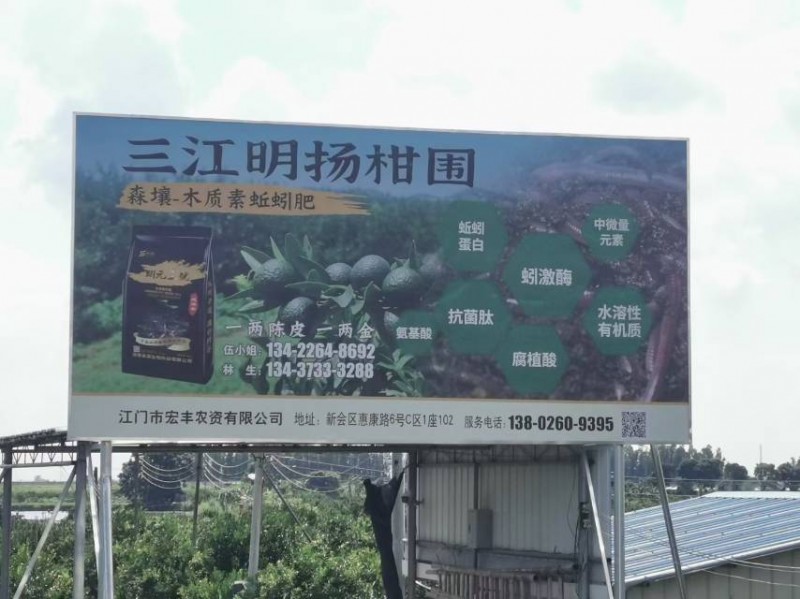 三江明扬柑围
森壤-木质素蚯蚓肥
蚯蚓
蛋白
中微量
元素
蚓激酶
抗菌肽
氨基酸
水溶性
有机质
腐植酸
一两陈皮 一两金
伍小姐: 134-2264-8692
林 生: 134-3733-3288
江门市宏丰农资有限公司 地址: 新会区惠康路6号C区1座102 服务电话: 138-0260-9395